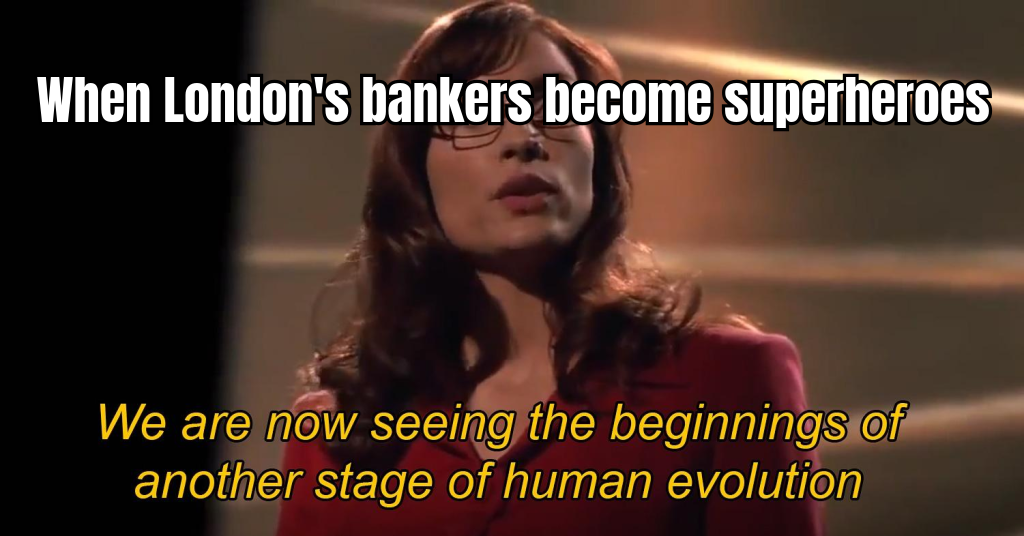 When London's bankers become superheroes
We are now seeing the beginnings of
another stage of human evolution